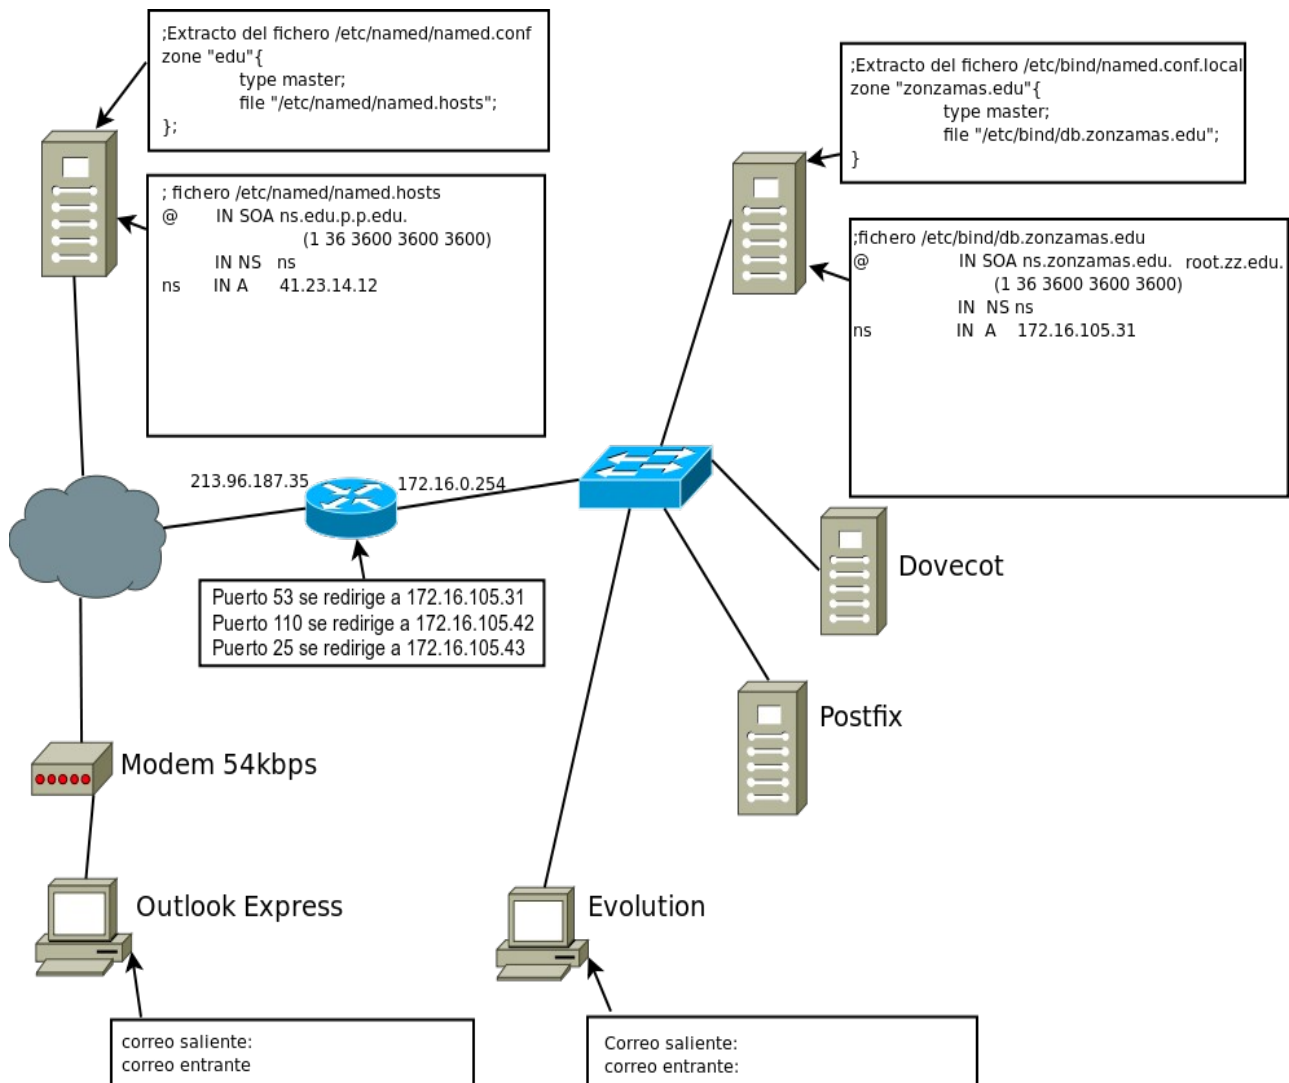 ;Extracto del fichero /etc/named/named.conf
zone "edu"{
type master;
file "/etc/named/named.hosts";
};
;Extracto del fichero /etc/bind/named.conf.local
zone "zonzamas.edu"{
type master;
file "/etc/bind/db.zonzamas.edu";
}
; fichero /etc/named/named.hosts
@ IN SOA ns.edu.p.p.edu.
(1 36 3600 3600 3600)
IN NS ns
ns IN A 41.23.14.12
;fichero /etc/bind/db.zonzamas.edu
@ IN SOA ns.zonzamas.edu. root.zz.edu.
(1 36 3600 3600 3600)
IN NS ns
ns IN A 172.16.105.31
213.96.187.35
172.16.0.254
Puerto 53 se redirige a 172.16.105.31
Puerto 110 se redirige a 172.16.105.42
Puerto 25 se redirige a 172.16.105.43
Dovecot
Postfix
Modem 54kbps
Outlook Express
Evolution
correo saliente:
correo entrante
Correo saliente:
correo entrante: